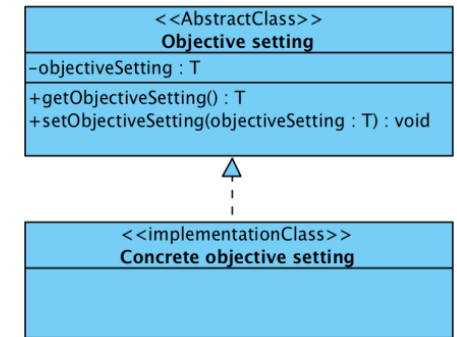 <<AbstractClass>>
Objective setting
-objectiveSetting : T
+getObjectiveSetting() : T
+setObjectiveSetting(objectiveSetting : T) : void
<<implementationClass>>
Concrete objective setting